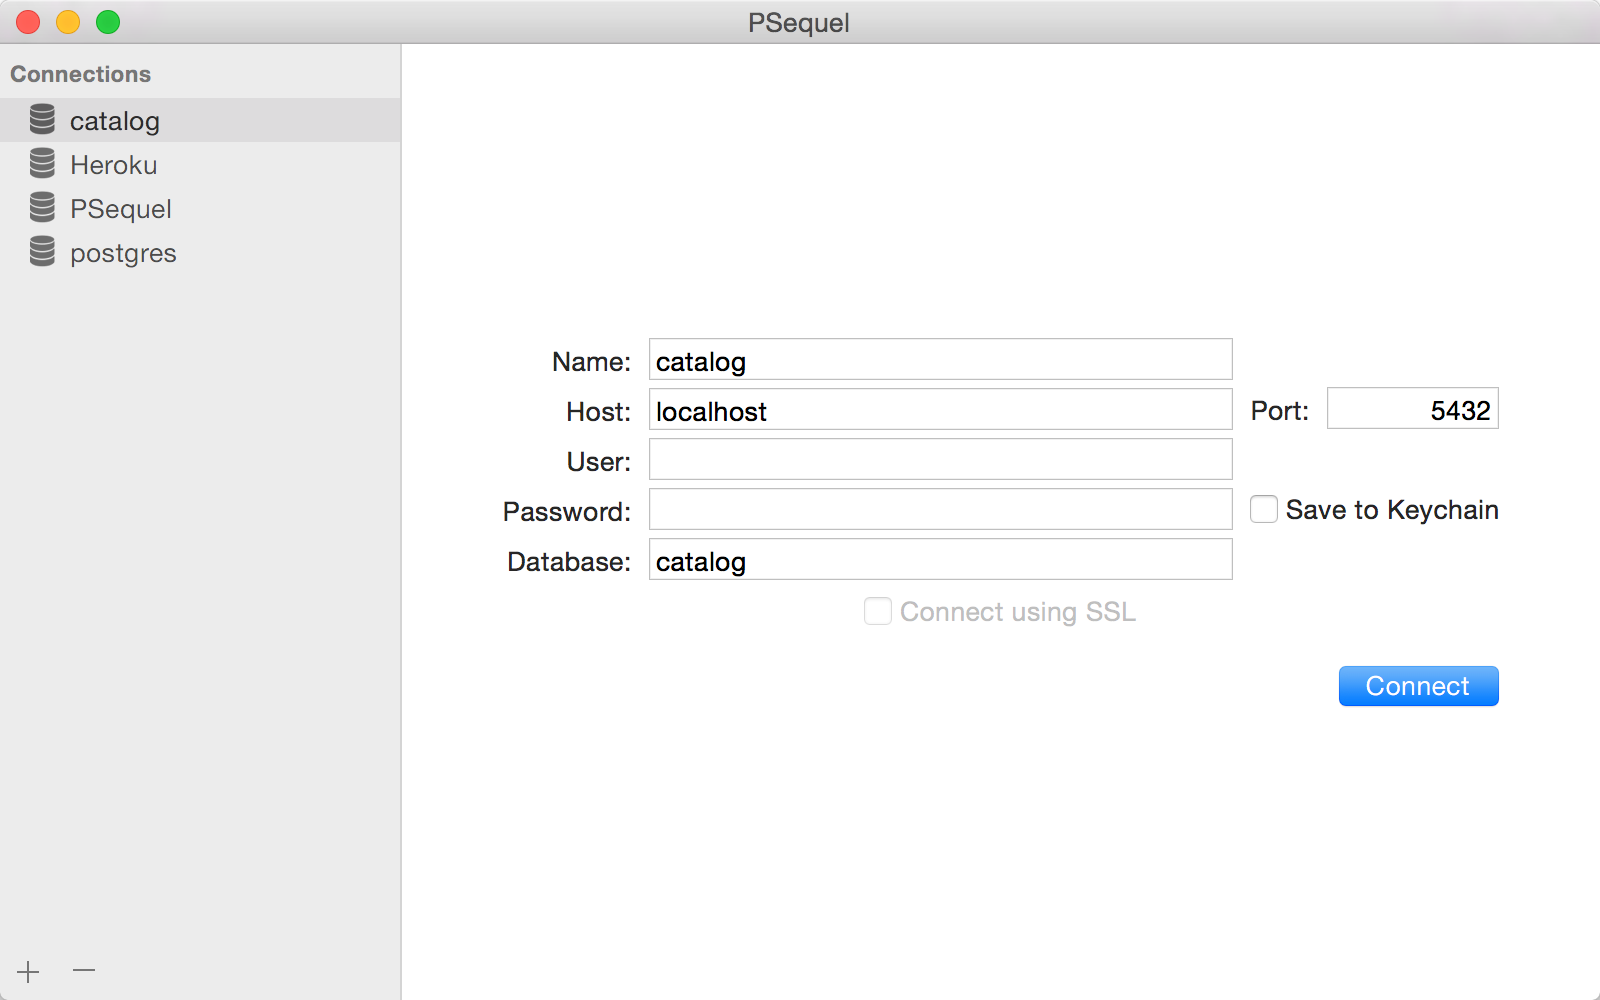 PSequel
Connections
catalog
Heroku
PSequel
postgres
Name: catalog
Host: localhost Port: 5432
User:
Password: Save to Keychain
Database: catalog
Connect using SSL
Connect